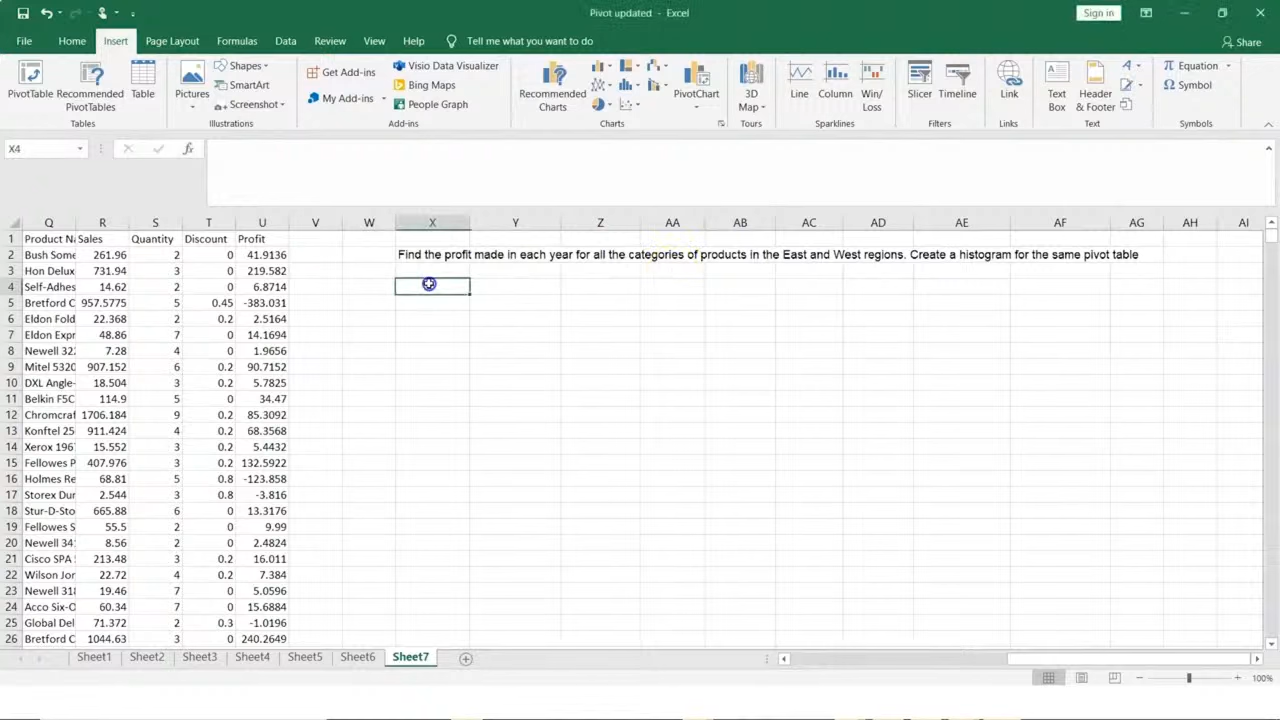 Pivot updated - Excel
Sign in
File Home Insert Page Layout Formulas Data Review View Help Tell me what you want to do
Share
PivotTable
Recommended PivotTables
Table
Tables
Pictures
Shapes
SmartArt
Screenshot
Illustrations
Get Add-ins
My Add-ins
Visio Data Visualizer
Bing Maps
People Graph
Add-ins
Recommended Charts
PivotChart
Charts
3D Map
Tours
Line
Column
Win/Loss
Sparklines
Slicer
Timeline
Filters
Link
Links
Text Box
Header & Footer
Text
Equation
Symbol
Symbols
X4 fx
Q R S T U V W X Y Z AA AB AC AD AE AF AG AH AI
1 Product Na Sales Quantity Discount Profit
2 Bush Some 261.96 2 0 41.9136 Find the profit made in each year for all the categories of products in the East and West regions. Create a histogram for the same pivot table
3 Hon Delux 731.94 3 0 219.582
4 Self-Adhes 14.62 2 0 6.8714
5 Bretford C 957.5775 5 0.45 -383.031
6 Eldon Fold 22.368 2 0.2 2.5164
7 Eldon Expr 48.86 7 0 14.1694
8 Newell 322 7.28 4 0 1.9656
9 Mitel 5320 907.152 6 0.2 90.7152
10 DXL Angle- 18.504 3 0.2 5.7825
11 Belkin F5C 114.9 5 0 34.47
12 Chromcraf 1706.184 9 0.2 85.3092
13 Konftel 25 911.424 4 0.2 68.3568
14 Xerox 1967 15.552 3 0.2 5.4432
15 Fellowes P 407.976 3 0.2 132.5922
16 Holmes Re 68.81 5 0.8 -123.858
17 Storex Dur 2.544 3 0.8 -3.816
18 Stur-D-Sto 665.88 6 0 13.3176
19 Fellowes S 55.5 2 0 9.99
20 Newell 341 8.56 2 0 2.4824
21 Cisco SPA 213.48 3 0.2 16.011
22 Wilson Jon 22.72 4 0.2 7.384
23 Newell 318 19.46 7 0 5.0596
24 Acco Six-O 60.34 7 0 15.6884
25 Global Del 71.372 2 0.3 -1.0196
26 Bretford C 1044.63 3 0 240.2649
Sheet1 Sheet2 Sheet3 Sheet4 Sheet5 Sheet6 Sheet7
100%